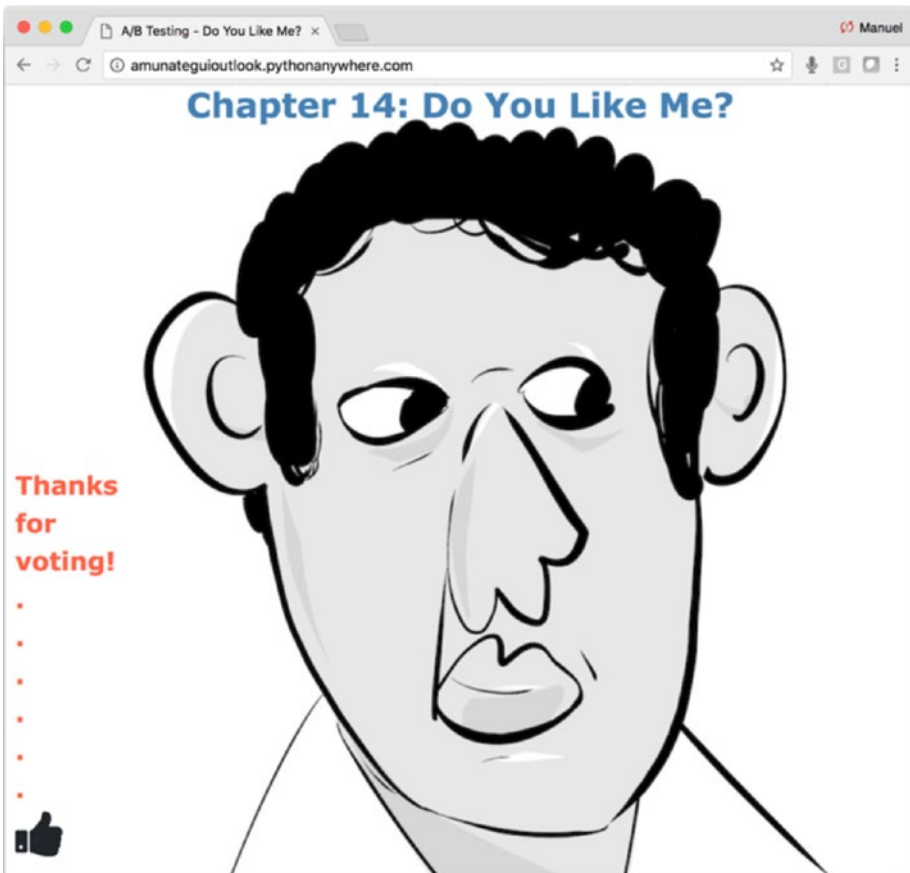 A/B Testing - Do You Like Me?
Manuel
amunateguioutlook.pythonanywhere.com
Chapter 14: Do You Like Me?
Thanks
for
voting!
.
.
.
.
.
.